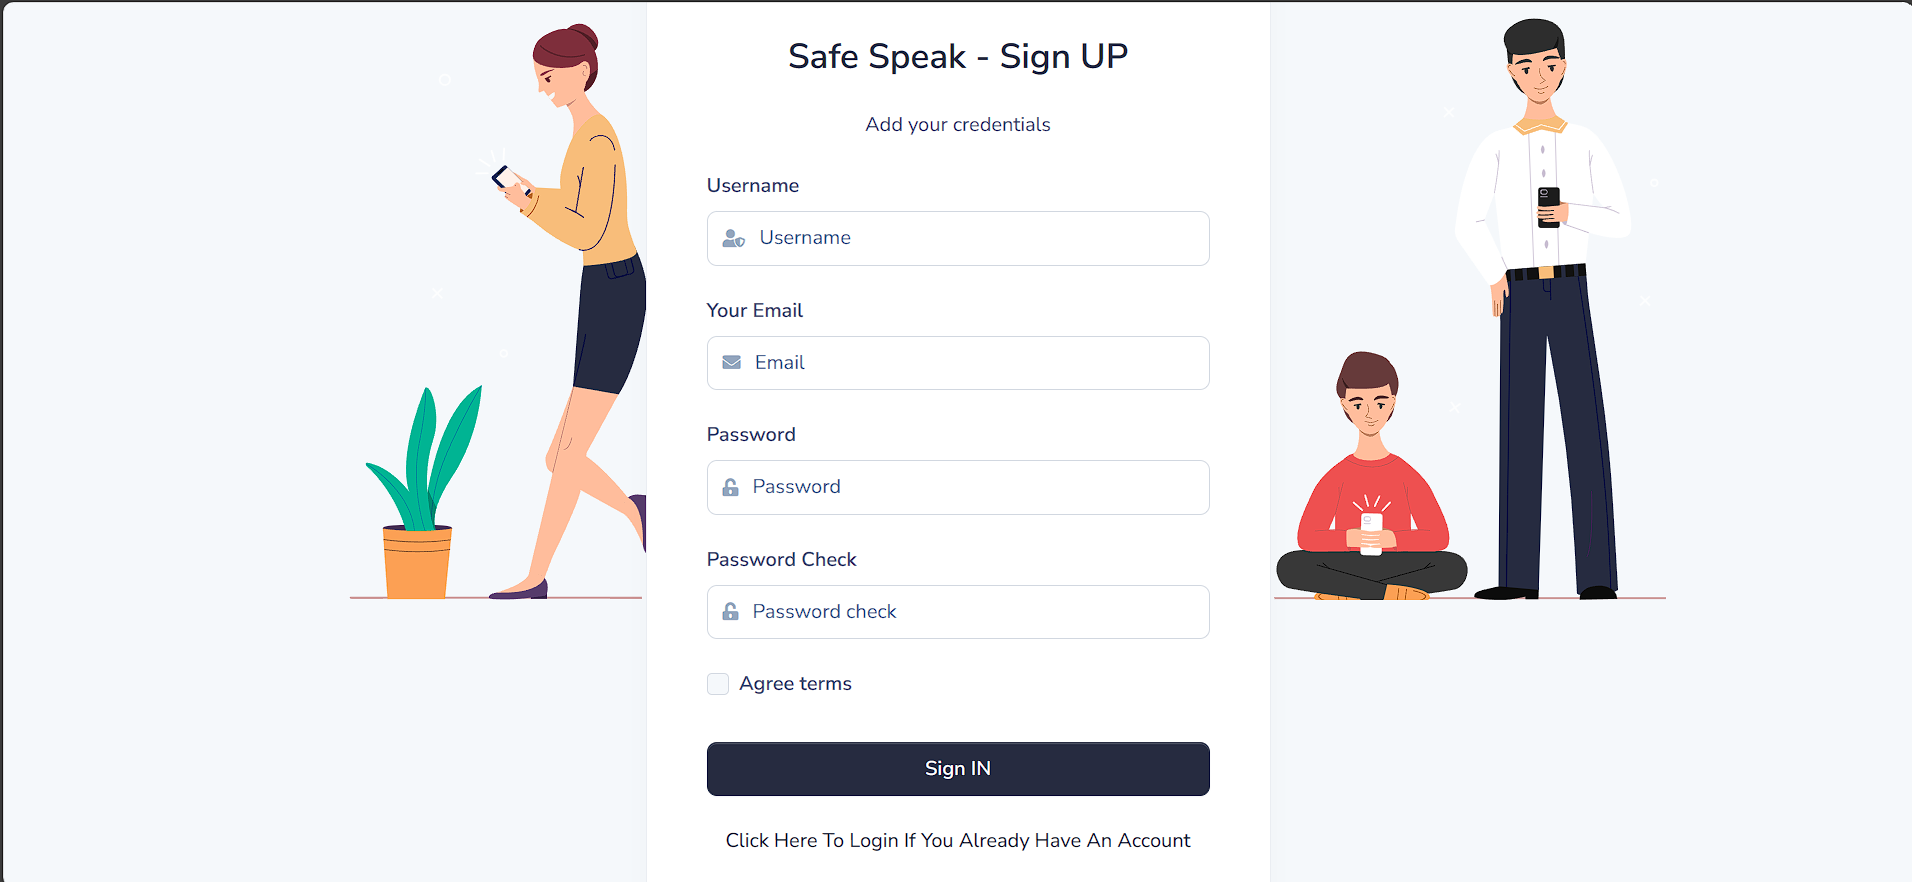 Safe Speak - Sign UP
Add your credentials
Username
Username
Your Email
Email
Password
Password
Password Check
Password check
Agree terms
Sign IN
Click Here To Login If You Already Have An Account